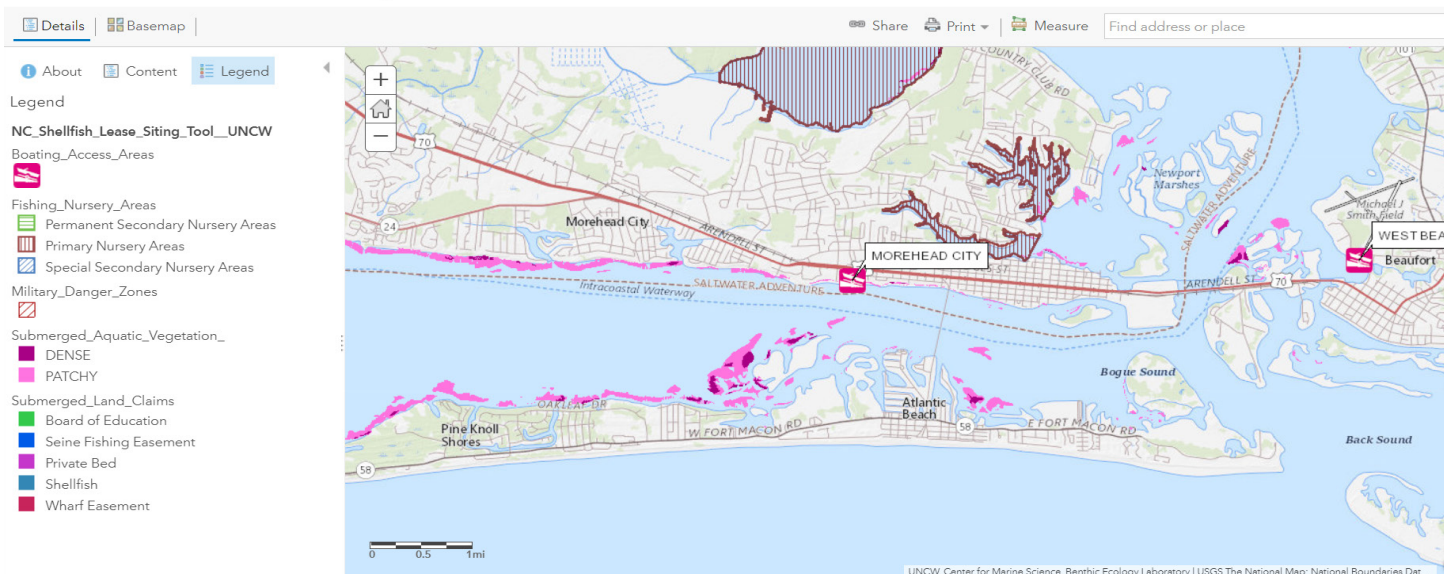 Details
Basemap
Share
Print
Measure
Find address or place
About
Content
Legend
Legend
NC_Shellfish_Lease_Siting_Tool__UNCW
Boating_Access_Areas
Fishing_Nursery_Areas
Permanent Secondary Nursery Areas
Primary Nursery Areas
Special Secondary Nursery Areas
Military_Danger_Zones
Submerged_Aquatic_Vegetation_
DENSE
PATCHY
Submerged_Land_Claims
Board of Education
Seine Fishing Easement
Private Bed
Shellfish
Wharf Easement
+
−
COUNTRY CLUB RD
101
70
Newport
Marshes
SALTWATER ADVENTURE
Michael J
Smith Field
24
Morehead City
ARENDELL ST
MOREHEAD CITY
WEST BEA
Beaufort
Intracoastal Waterway
SALTWATER ADVENTURE
ARENDELL ST
70
Bogue Sound
OAKLEAF DR
Atlantic
Beach
Pine Knoll
Shores
W FORT MACON RD
58
E FORT MACON RD
Back Sound
58
0 0.5 1mi
UNCW, Center for Marine Science, Benthic Ecology Laboratory | USGS The National Map: National Boundaries Dat